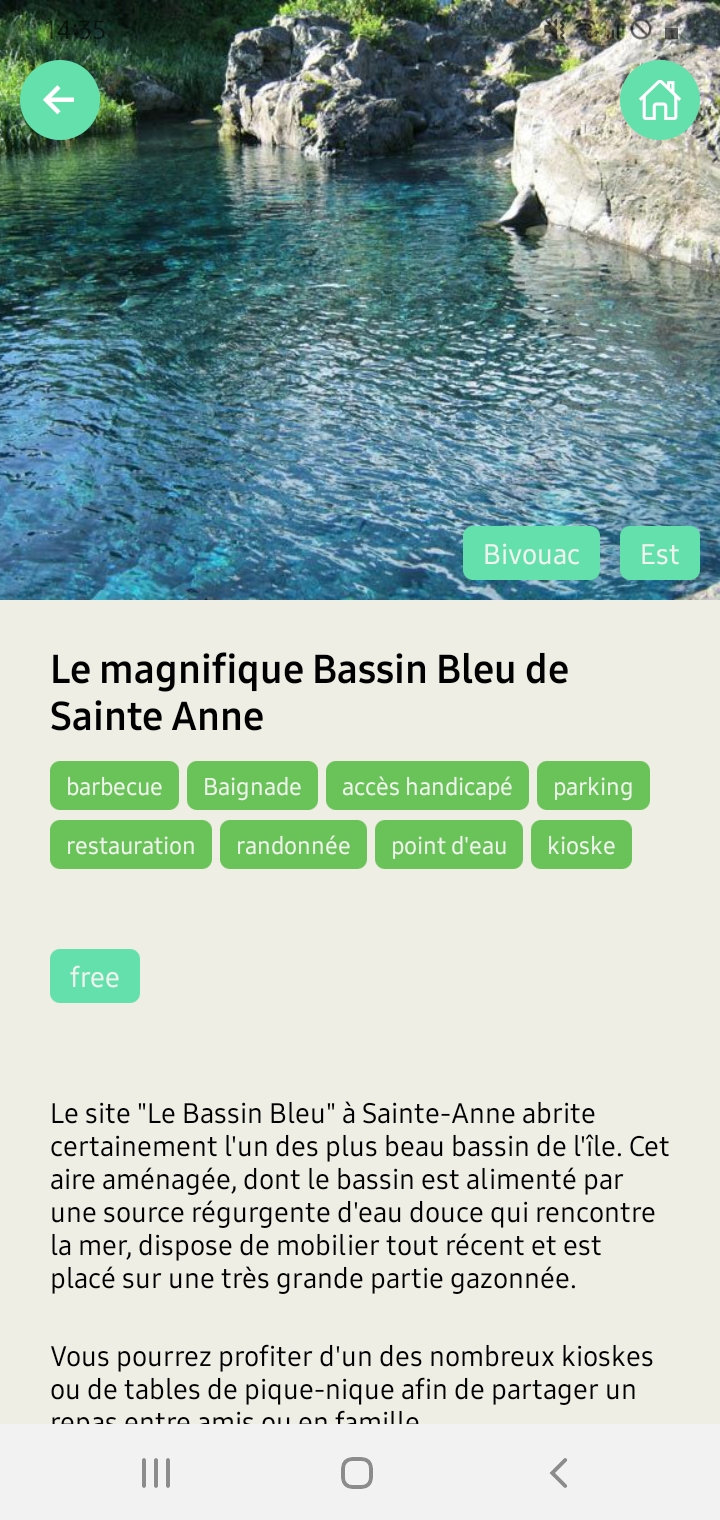 14:35
Bivouac Est
Le magnifique Bassin Bleu de
Sainte Anne
barbecue Baignade accès handicapé parking
restauration randonnée point d'eau kioske
free
Le site "Le Bassin Bleu" à Sainte-Anne abrite
certainement l'un des plus beau bassin de l'île. Cet
aire aménagée, dont le bassin est alimenté par
une source régurgente d'eau douce qui rencontre
la mer, dispose de mobilier tout récent et est
placé sur une très grande partie gazonnée.
Vous pourrez profiter d'un des nombreux kioskes
ou de tables de pique-nique afin de partager un
repas entre amis ou en famille